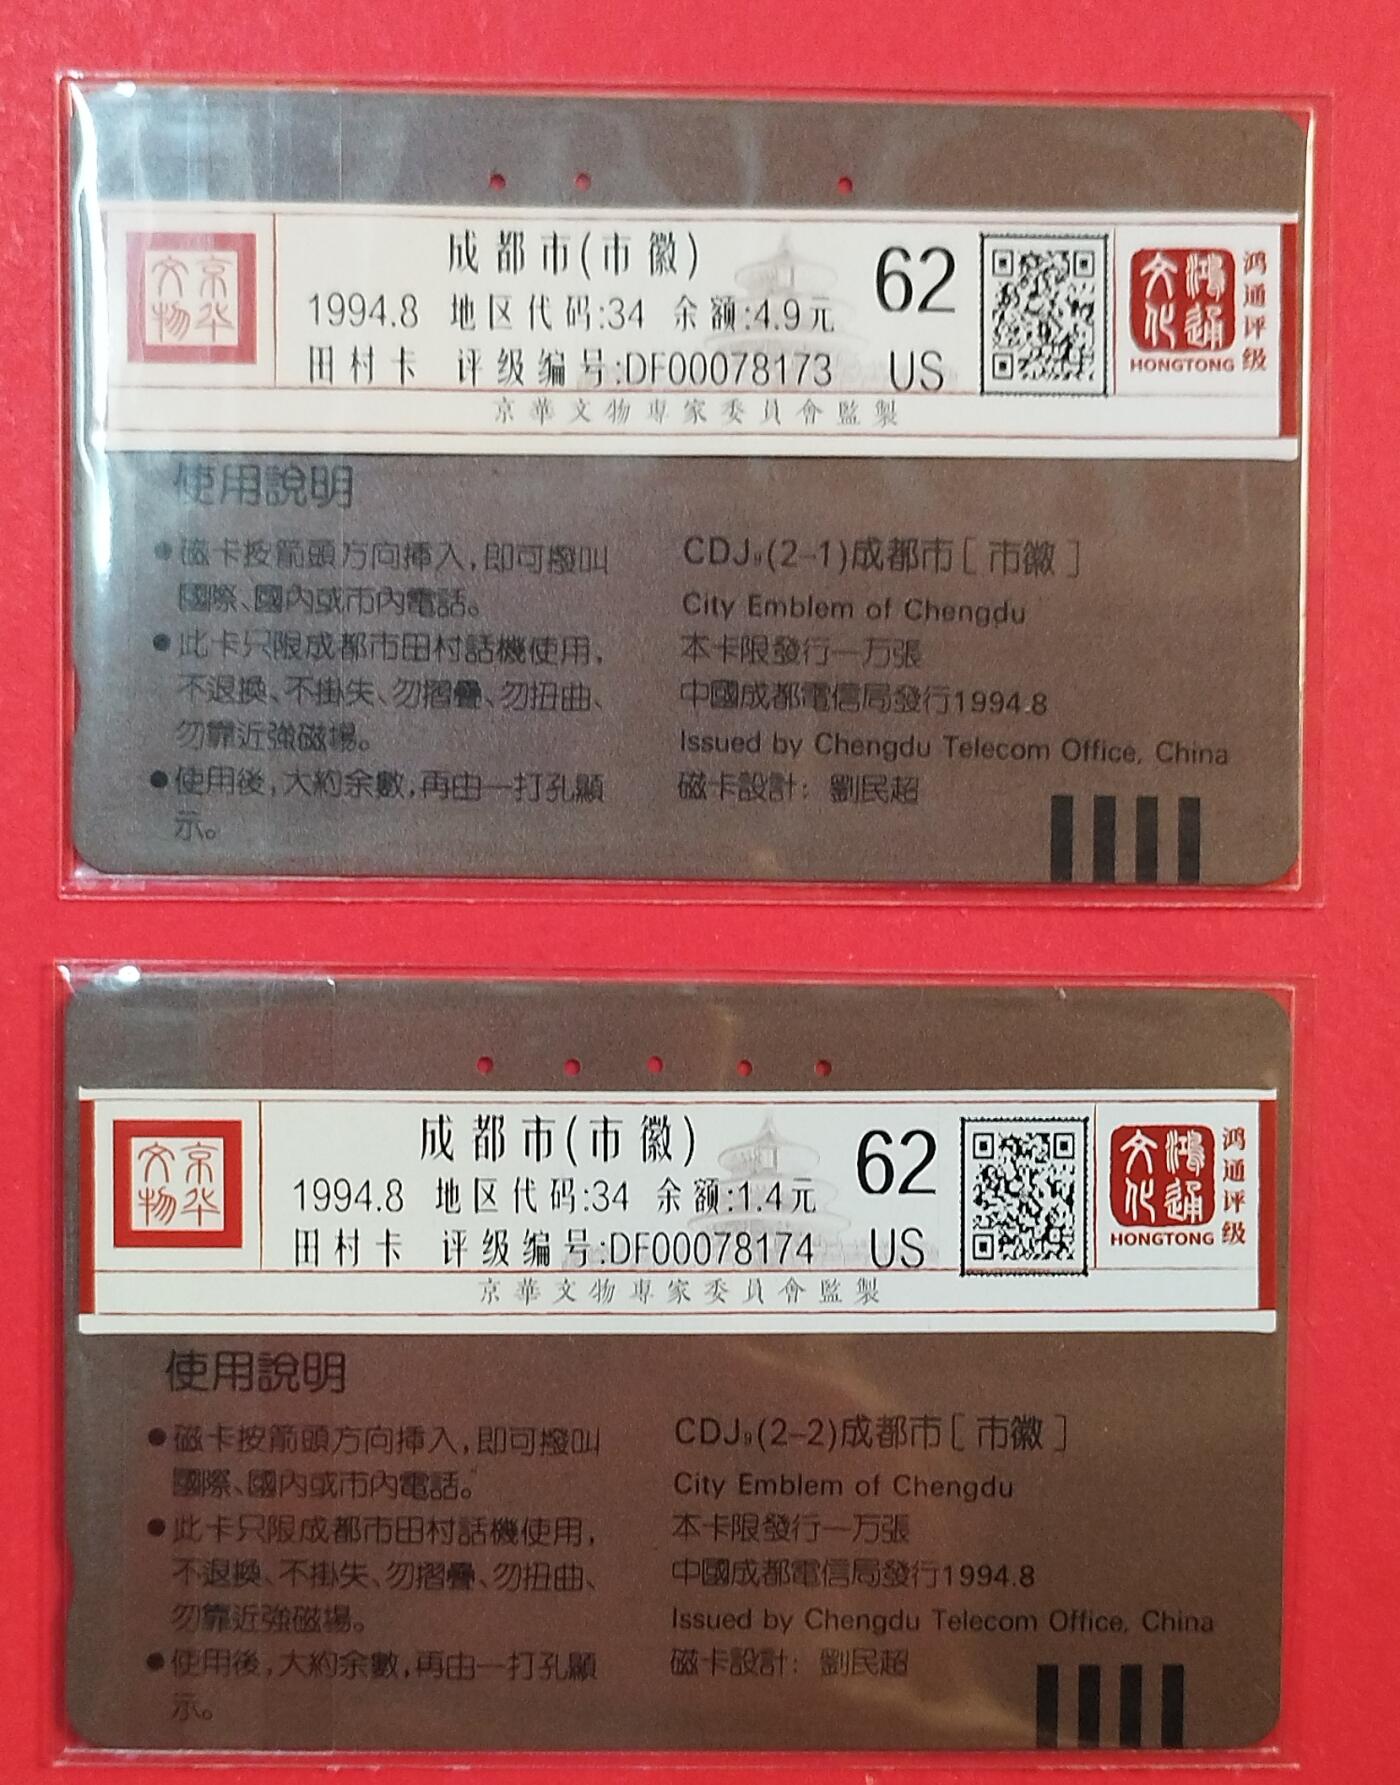 京华
文物
成都市(市徽)
1994.8 地区代码:34 余额:4.9元
田村卡 评级编号:DF00078173
62
US
鸿通
文化
HONGTONG
鸿通评级
京華文物專家委員會監製
使用說明
●磁卡按箭頭方向揷入,即可撥叫
國際、國內或市內電話。
●此卡只限成都市田村話機使用,
不退換、不掛失、勿摺疊、勿扭曲、
勿靠近強磁場。
●使用後,大約余數,再由一打孔顯
示。
CDJ₉(2-1)成都市[市徽]
City Emblem of Chengdu
本卡限發行一万張
中國成都電信局發行1994.8
Issued by Chengdu Telecom Office, China
磁卡設計: 劉民超
京华
文物
成都市(市徽)
1994.8 地区代码:34 余额:1.4元
田村卡 评级编号:DF00078174
62
US
鸿通
文化
HONGTONG
鸿通评级
京華文物專家委員會監製
使用說明
●磁卡按箭頭方向揷入,即可撥叫
國際、國內或市內電話。
●此卡只限成都市田村話機使用,
不退換、不掛失、勿摺疊、勿扭曲、
勿靠近強磁場。
●使用後,大約余數,再由一打孔顯
示。
CDJ₉(2-2)成都市[市徽]
City Emblem of Chengdu
本卡限發行一万張
中國成都電信局發行1994.8
Issued by Chengdu Telecom Office, China
磁卡設計: 劉民超